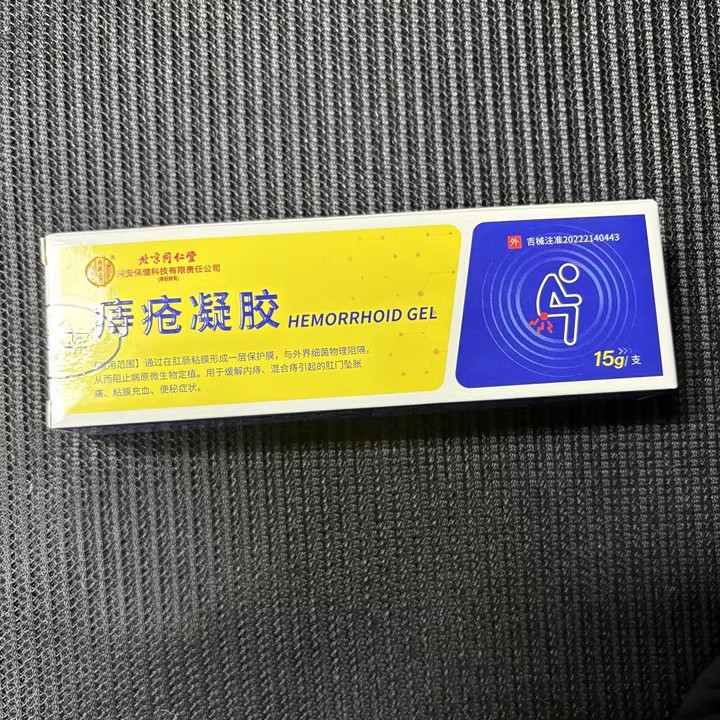 北京同仁堂
兴安保健科技有限责任公司
痔疮凝胶 HEMORRHOID GEL
用范围】通过在肛肠粘膜形成一层保护膜，与外界细菌物理阻隔，
从而阻止病原微生物定植。用于缓解内痔、混合痔引起的肛门坠胀
痛、粘膜充血、便秘症状。
外 吉械注准20222140443
15g/支